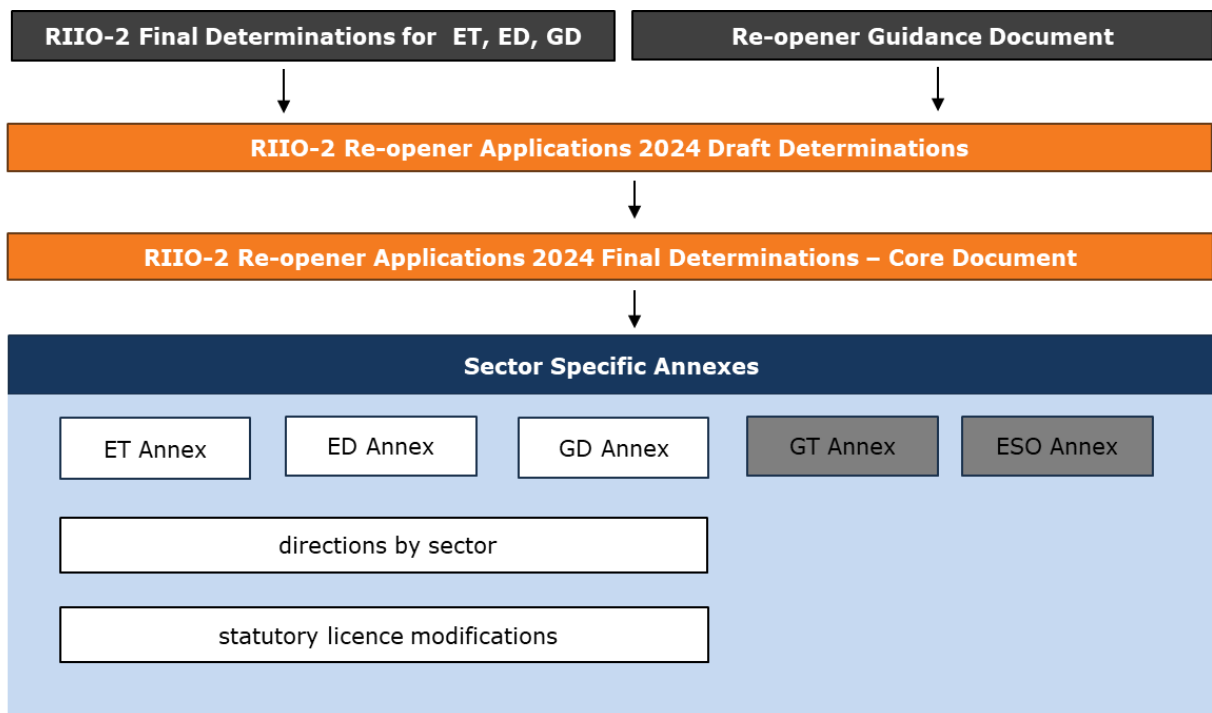 RIIO-2 Final Determinations for ET, ED, GD
Re-opener Guidance Document
RIIO-2 Re-opener Applications 2024 Draft Determinations
RIIO-2 Re-opener Applications 2024 Final Determinations – Core Document
Sector Specific Annexes
ET Annex
ED Annex
GD Annex
GT Annex
ESO Annex
directions by sector
statutory licence modifications